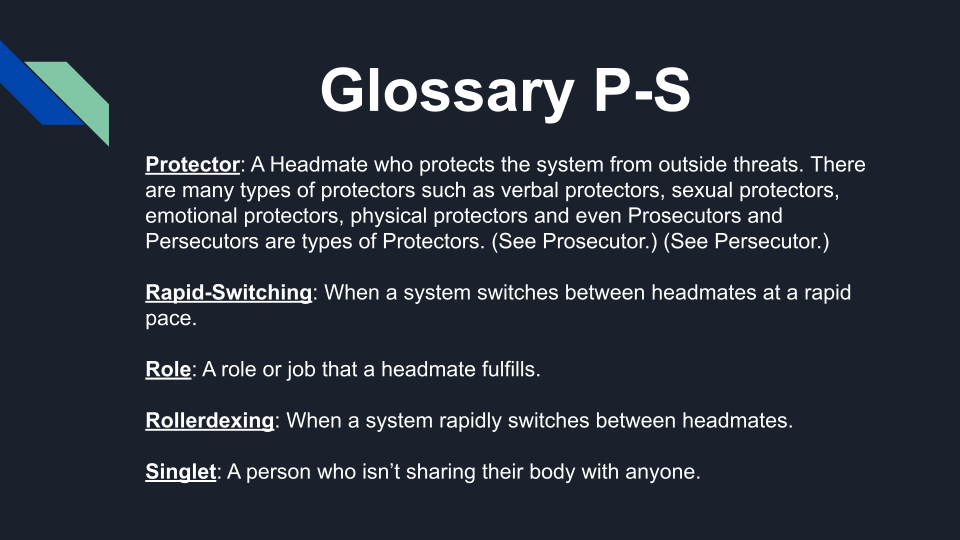 Glossary P-S
Protector: A Headmate who protects the system from outside threats. There
are many types of protectors such as verbal protectors, sexual protectors,
emotional protectors, physical protectors and even Prosecutors and
Persecutors are types of Protectors. (See Prosecutor.) (See Persecutor.)
Rapid-Switching: When a system switches between headmates at a rapid
pace.
Role: A role or job that a headmate fulfills.
Rollerdexing: When a system rapidly switches between headmates.
Singlet: A person who isn’t sharing their body with anyone.